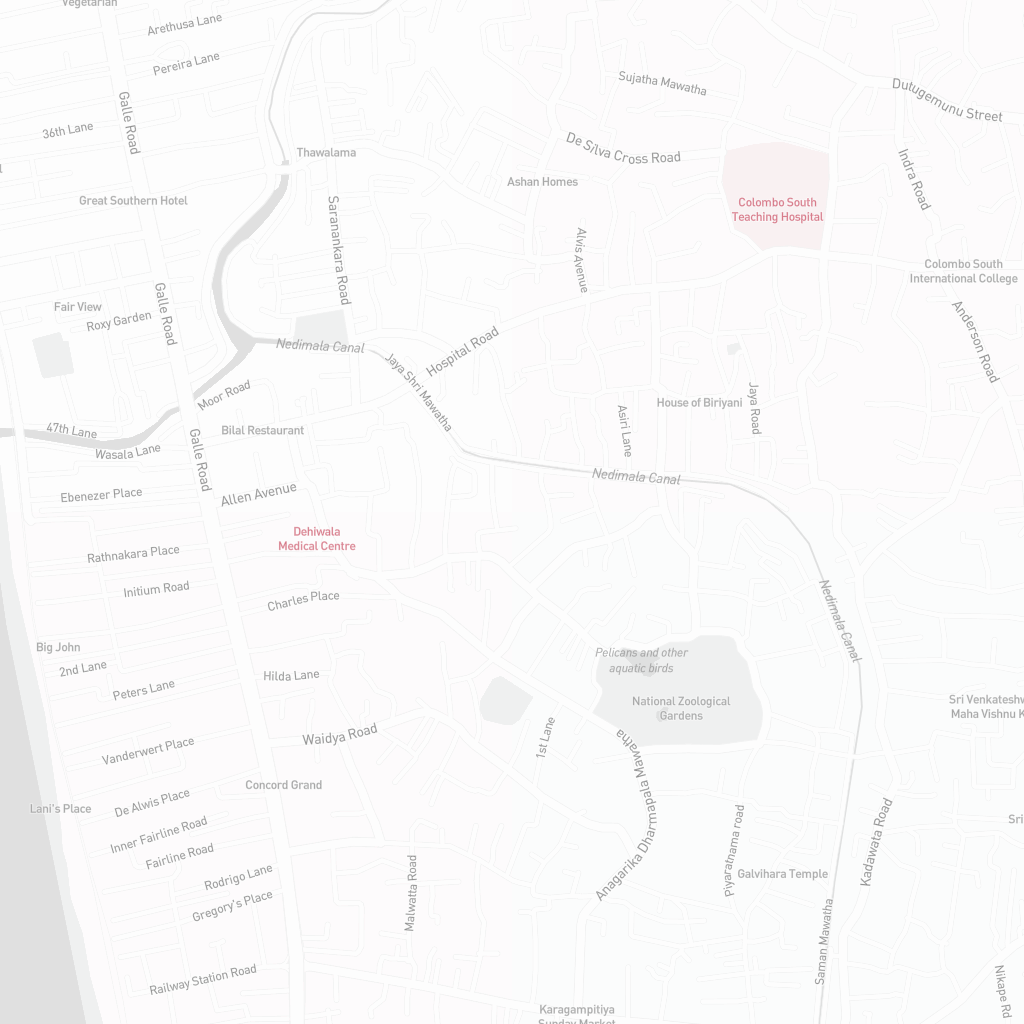 Vegetarian
Arethusa Lane
Pereira Lane
Galle Road
36th Lane
Sujatha Mawatha
Dutugemunu Street
Thawalama
De Silva Cross Road
Indra Road
Ashan Homes
Great Southern Hotel
Colombo South
Teaching Hospital
Saranankara Road
Alvis Avenue
Colombo South
International College
Fair View
Roxy Garden
Galle Road
Nedimala Canal
Hospital Road
Anderson Road
Jaya Shri Mawatha
Moor Road
House of Biriyani
Jaya Road
47th Lane
Bilal Restaurant
Asiri Lane
Wasala Lane
Galle Road
Nedimala Canal
Ebenezer Place
Allen Avenue
Dehiwala
Medical Centre
Rathnakara Place
Initium Road
Charles Place
Nedimala Canal
Big John
Pelicans and other
aquatic birds
2nd Lane
Hilda Lane
Peters Lane
National Zoological
Gardens
Sri Venkateshw
Maha Vishnu K
Waidya Road
1st Lane
Vanderwert Place
Anagarika Dharmapala Mawatha
Concord Grand
De Alwis Place
Lani's Place
Sri
Inner Fairline Road
Kadawata Road
Piyaratnama road
Fairline Road
Rodrigo Lane
Malwatta Road
Galvihara Temple
Gregory's Place
Saman Mawatha
Railway Station Road
Nikape Rd
Karagampitiya
Sunday Market